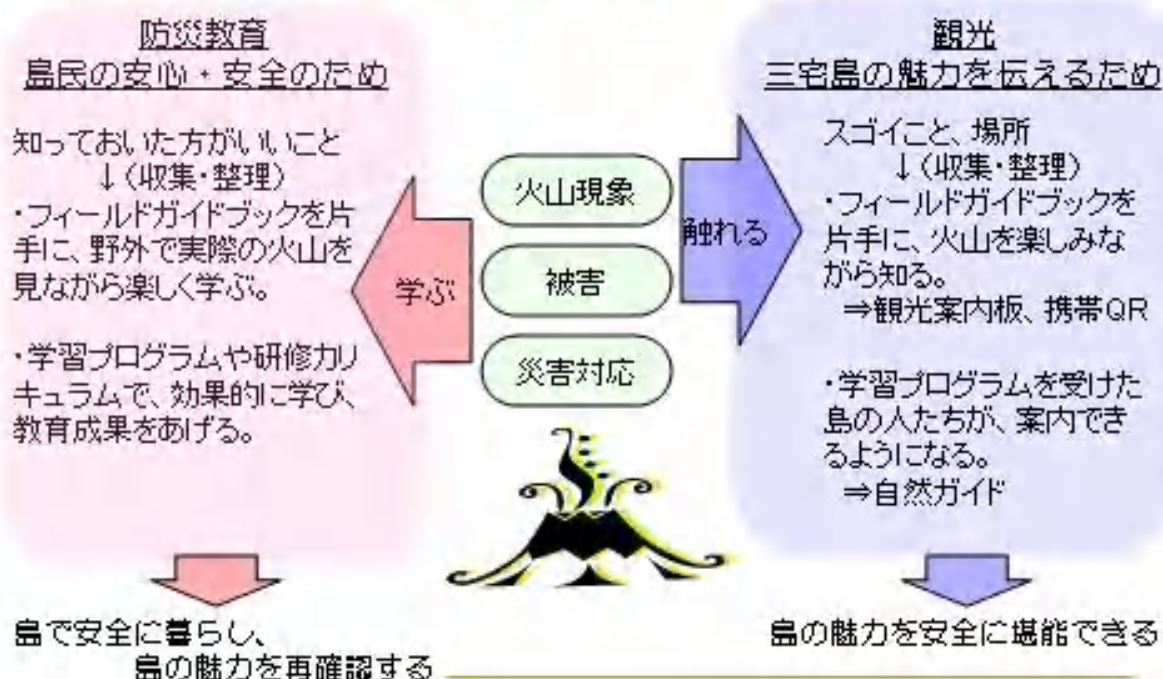 防災教育
島民の安心・安全のため
知っておいた方がいいこと
↓(収集・整理)
・フィールドガイドブックを片
手に、野外で実際の火山を
見ながら楽しく学ぶ。
・学習プログラムや研修カリ
キュラムで、効果的に学び、
教育成果をあげる。
学ぶ
火山現象
被害
災害対応
触れる
観光
三宅島の魅力を伝えるため
スゴイこと、場所
↓(収集・整理)
・フィールドガイドブックを
片手に、火山を楽しみな
がら知る。
⇒観光案内板、携帯QR
・学習プログラムを受けた
島の人たちが、案内でき
るようになる。
⇒自然ガイド
島で安全に暮らし、
島の魅力を再確認する
島の魅力を安全に堪能できる